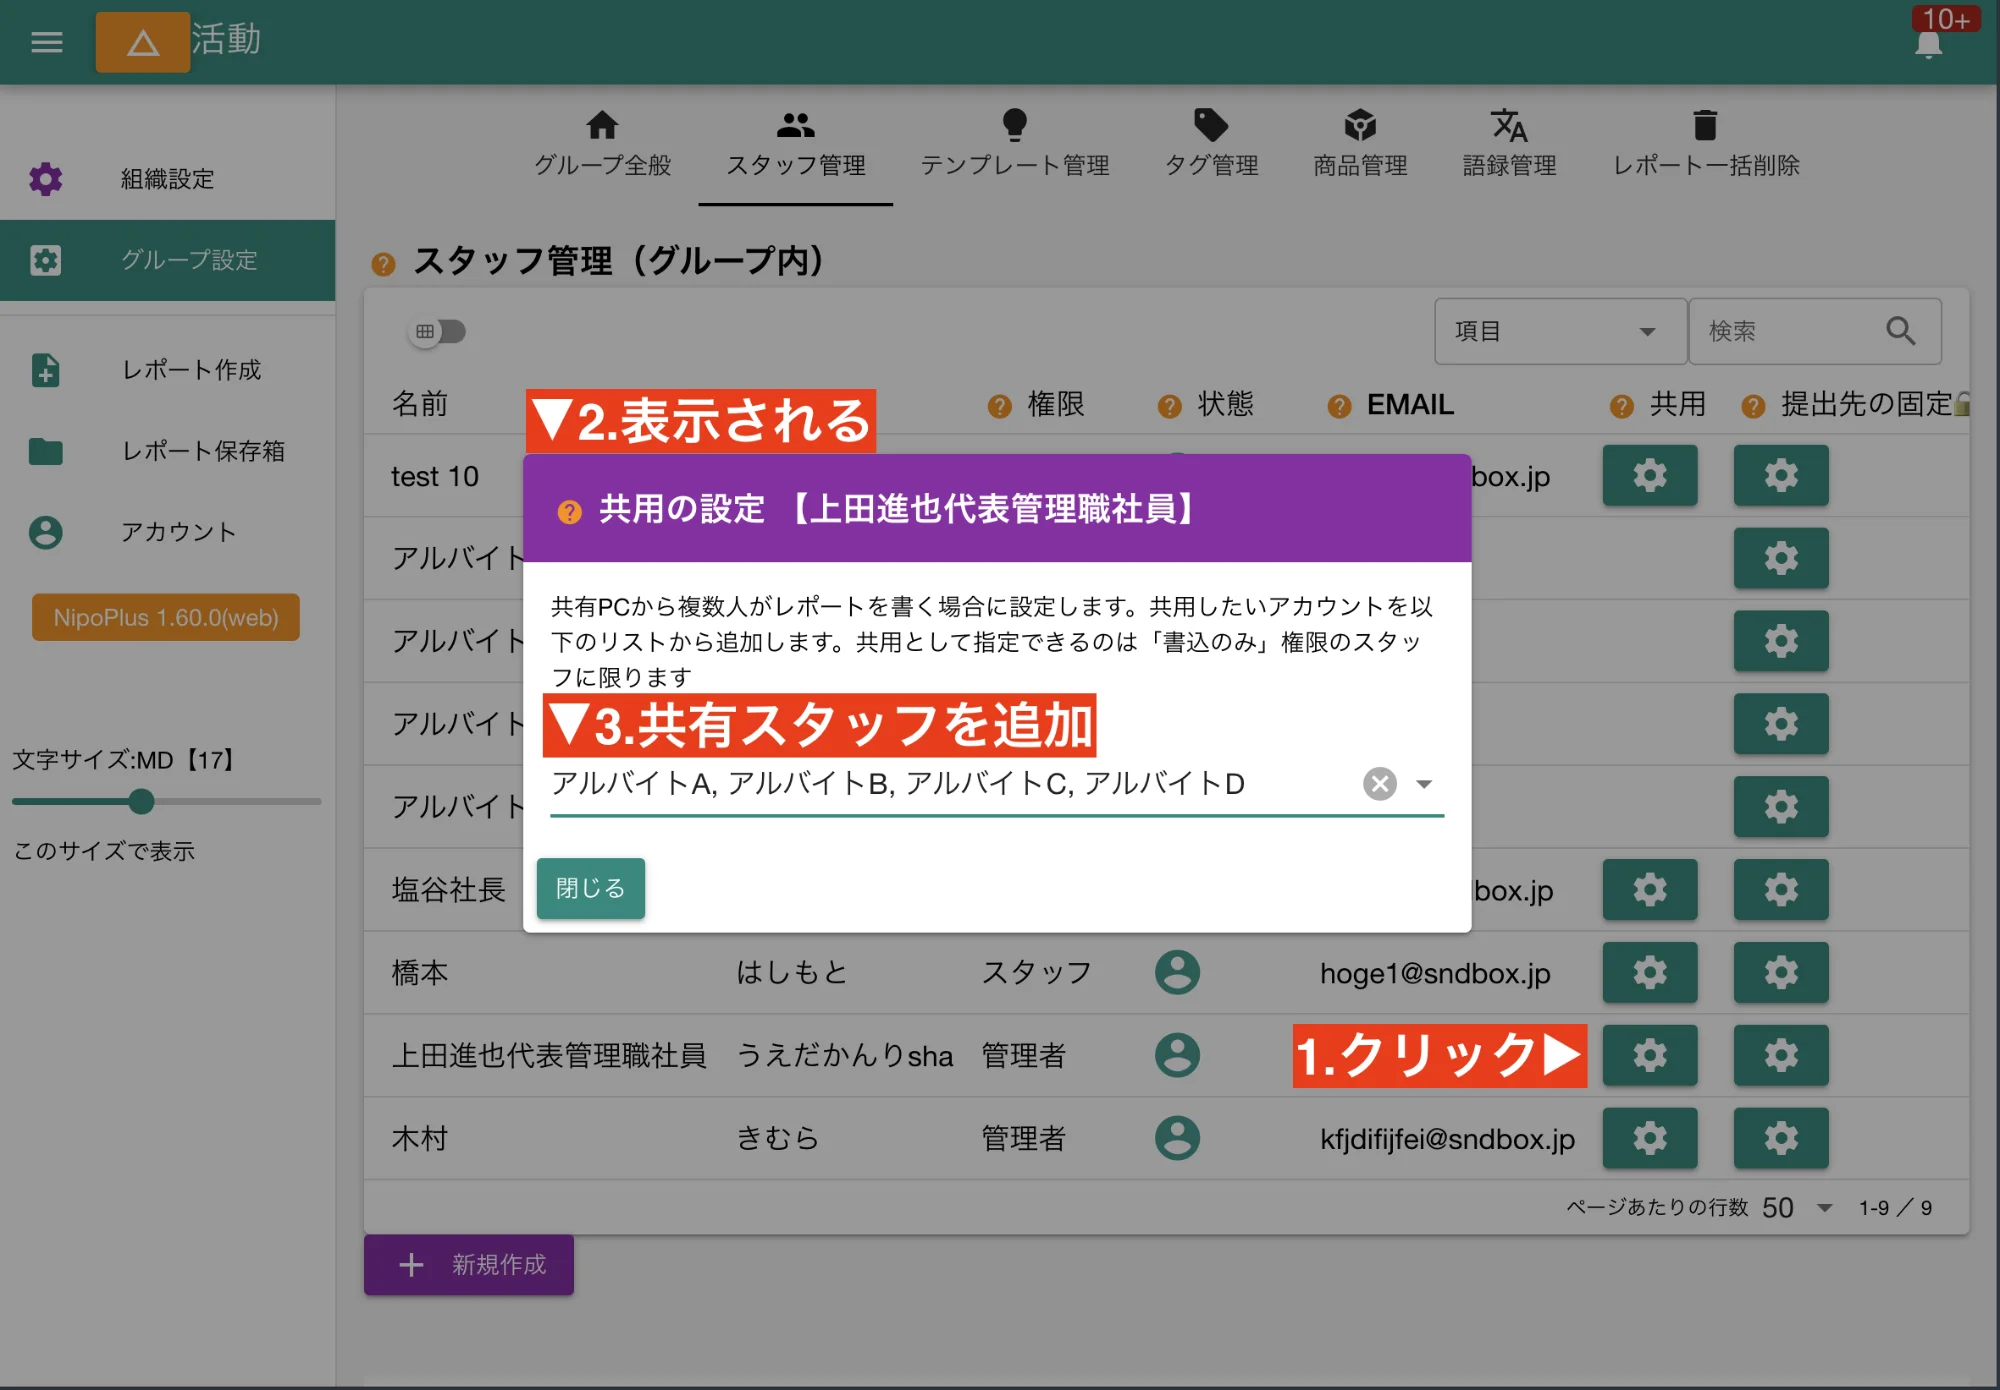 活動
10+
グループ全般
スタッフ管理
テンプレート管理
タグ管理
商品管理
語録管理
レポート一括削除
組織設定
グループ設定
レポート作成
レポート保存箱
アカウント
NipoPlus 1.60.0(web)
文字サイズ:MD【17】
このサイズで表示
スタッフ管理（グループ内）
項目
検索
名前
権限
状態
EMAIL
共用
提出先の固定
▼2.表示される
test 10
box.jp
共用の設定 【上田進也代表管理職社員】
共有PCから複数人がレポートを書く場合に設定します。共用したいアカウントを以
下のリストから追加します。共用として指定できるのは「書込のみ」権限のスタッ
フに限ります
▼3.共有スタッフを追加
アルバイトA, アルバイトB, アルバイトC, アルバイトD
閉じる
アルバイト
アルバイト
アルバイト
アルバイト
塩谷社長
box.jp
橋本 はしもと スタッフ hoge1@sndbox.jp
上田進也代表管理職社員 うえだかんりsha 管理者
1.クリック▶
木村 きむら 管理者 kfjdifijfei@sndbox.jp
ページあたりの行数 50 1-9 ／ 9
新規作成